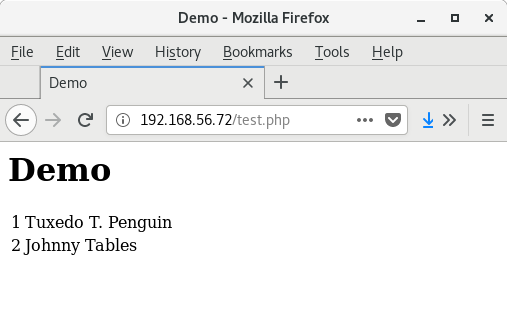 Demo - Mozilla Firefox
File Edit View History Bookmarks Tools Help
Demo
192.168.56.72/test.php
Demo
1 Tuxedo T. Penguin
2 Johnny Tables